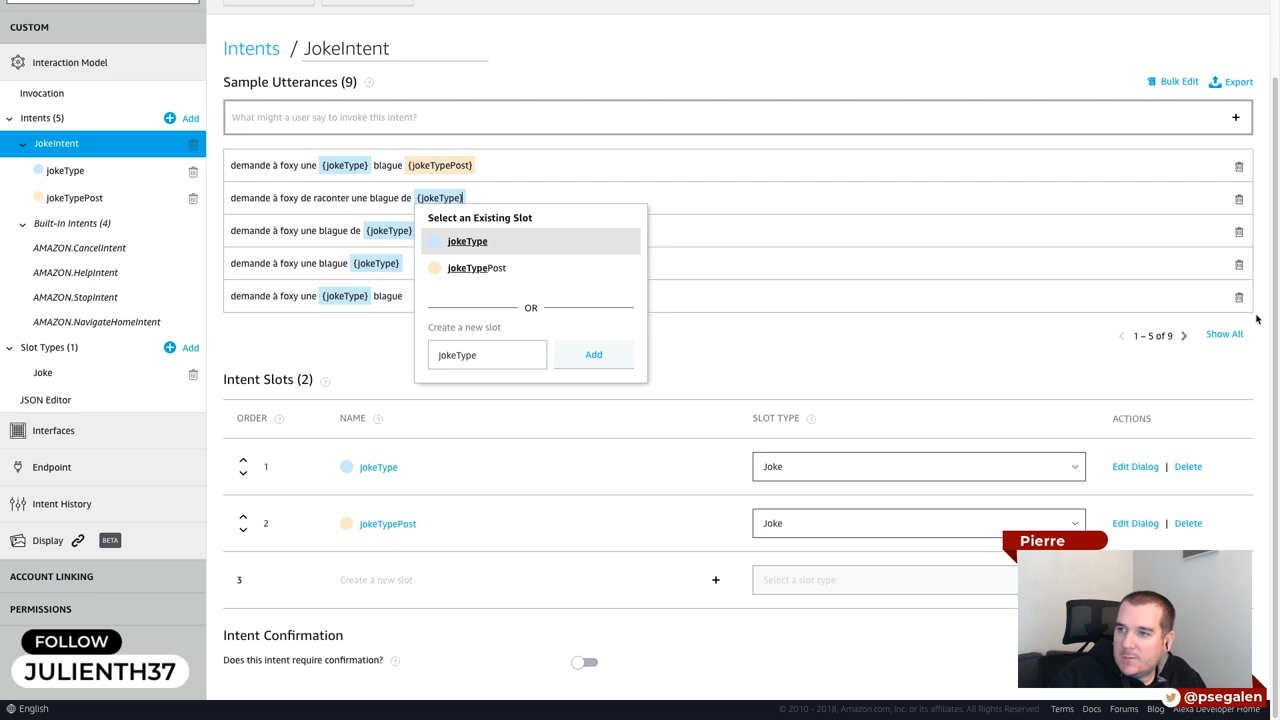 CUSTOM
Interaction Model
Invocation
Intents (5)
Add
JokeIntent
jokeType
jokeTypePost
Built-In Intents (4)
AMAZON.CancelIntent
AMAZON.HelpIntent
AMAZON.StopIntent
AMAZON.NavigateHomeIntent
Slot Types (1)
Add
Joke
JSON Editor
Interfaces
Endpoint
Intent History
Display
BETA
ACCOUNT LINKING
PERMISSIONS
FOLLOW
JULIENTH37
English
Intents / JokeIntent
Sample Utterances (9)
Bulk Edit
Export
What might a user say to invoke this intent?
demande à foxy une {jokeType} blague {jokeTypePost}
demande à foxy de raconter une blague de {jokeType}
demande à foxy une blague de {jokeType}
demande à foxy une blague {jokeType}
demande à foxy une {jokeType} blague
Select an Existing Slot
jokeType
jokeTypePost
OR
Create a new slot
jokeType
Add
1 – 5 of 9
Show All
Intent Slots (2)
ORDER NAME SLOT TYPE ACTIONS
1 jokeType Joke Edit Dialog | Delete
2 jokeTypePost Joke Edit Dialog | Delete
3 Create a new slot Select a slot type
Intent Confirmation
Does this intent require confirmation?
Pierre
@psegalen
© 2010 - 2018, Amazon.com, Inc. or its affiliates. All Rights Reserved. Terms Docs Forums Blog Alexa Developer Home